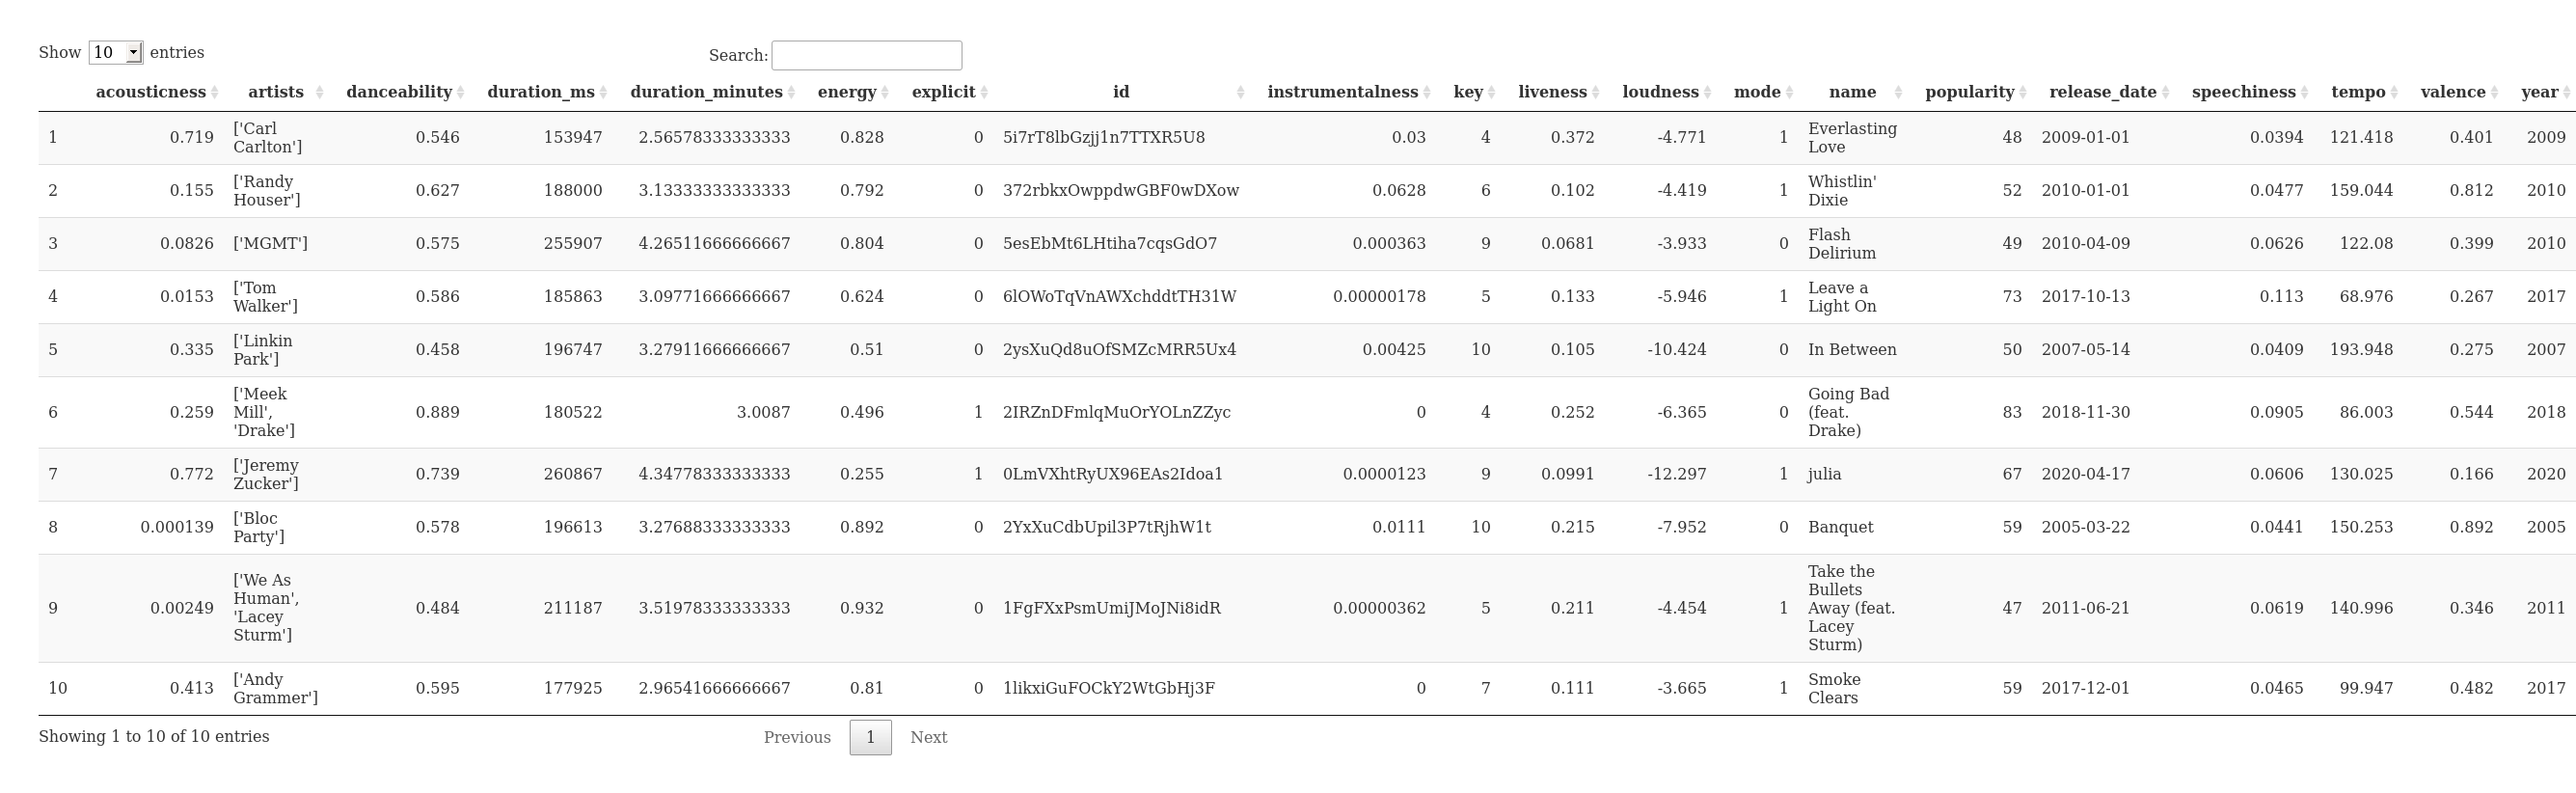 Show 10 entries Search:
acousticness artists danceability duration_ms duration_minutes energy explicit id instrumentalness key liveness loudness mode name popularity release_date speechiness tempo valence year
1 0.719 ['Carl Carlton'] 0.546 153947 2.56578333333333 0.828 0 5i7rT8lbGzjj1n7TTXR5U8 0.03 4 0.372 -4.771 1 Everlasting Love 48 2009-01-01 0.0394 121.418 0.401 2009
2 0.155 ['Randy Houser'] 0.627 188000 3.13333333333333 0.792 0 372rbkxOwppdwGBF0wDXow 0.0628 6 0.102 -4.419 1 Whistlin' Dixie 52 2010-01-01 0.0477 159.044 0.812 2010
3 0.0826 ['MGMT'] 0.575 255907 4.26511666666667 0.804 0 5esEbMt6LHtiha7cqsGdO7 0.000363 9 0.0681 -3.933 0 Flash Delirium 49 2010-04-09 0.0626 122.08 0.399 2010
4 0.0153 ['Tom Walker'] 0.586 185863 3.09771666666667 0.624 0 6lOWoTqVnAWXchddtTH31W 0.00000178 5 0.133 -5.946 1 Leave a Light On 73 2017-10-13 0.113 68.976 0.267 2017
5 0.335 ['Linkin Park'] 0.458 196747 3.27911666666667 0.51 0 2ysXuQd8uOfSMZcMRR5Ux4 0.00425 10 0.105 -10.424 0 In Between 50 2007-05-14 0.0409 193.948 0.275 2007
6 0.259 ['Meek Mill', 'Drake'] 0.889 180522 3.0087 0.496 1 2IRZnDFmlqMuOrYOLnZZyc 0 4 0.252 -6.365 0 Going Bad (feat. Drake) 83 2018-11-30 0.0905 86.003 0.544 2018
7 0.772 ['Jeremy Zucker'] 0.739 260867 4.34778333333333 0.255 1 0LmVXhtRyUX96EAs2Idoa1 0.0000123 9 0.0991 -12.297 1 julia 67 2020-04-17 0.0606 130.025 0.166 2020
8 0.000139 ['Bloc Party'] 0.578 196613 3.27688333333333 0.892 0 2YxXuCdbUpil3P7tRjhW1t 0.0111 10 0.215 -7.952 0 Banquet 59 2005-03-22 0.0441 150.253 0.892 2005
9 0.00249 ['We As Human', 'Lacey Sturm'] 0.484 211187 3.51978333333333 0.932 0 1FgFXxPsmUmiJMoJNi8idR 0.00000362 5 0.211 -4.454 1 Take the Bullets Away (feat. Lacey Sturm) 47 2011-06-21 0.0619 140.996 0.346 2011
10 0.413 ['Andy Grammer'] 0.595 177925 2.96541666666667 0.81 0 1likxiGuFOCkY2WtGbHj3F 0 7 0.111 -3.665 1 Smoke Clears 59 2017-12-01 0.0465 99.947 0.482 2017
Showing 1 to 10 of 10 entries Previous 1 Next